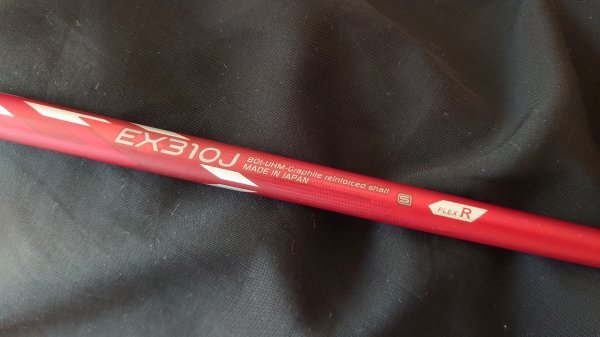 EX310J
80t-UHM-Graphite reinforced shaft
MADE IN JAPAN
S
FLEX R